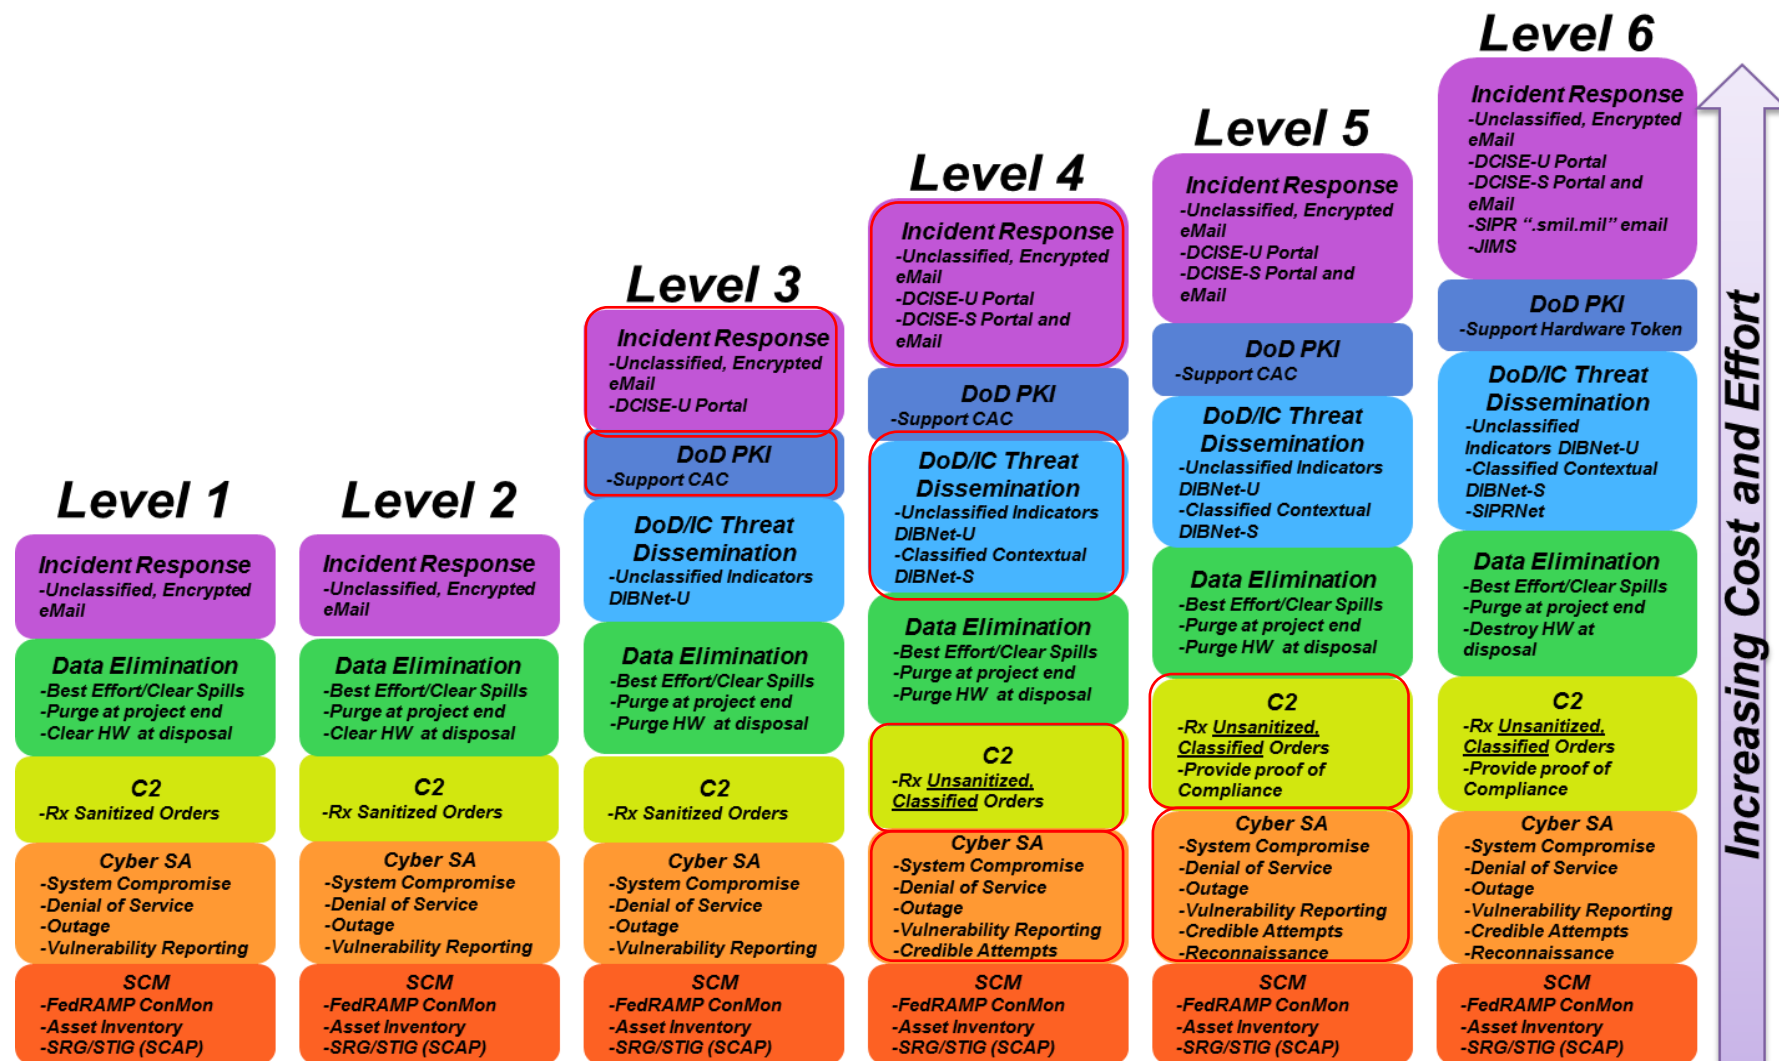 Level 1
Incident Response
-Unclassified, Encrypted
eMail
Data Elimination
-Best Effort/Clear Spills
-Purge at project end
-Clear HW at disposal
C2
-Rx Sanitized Orders
Cyber SA
-System Compromise
-Denial of Service
-Outage
-Vulnerability Reporting
SCM
-FedRAMP ConMon
-Asset Inventory
-SRG/STIG (SCAP)
Level 2
Incident Response
-Unclassified, Encrypted
eMail
Data Elimination
-Best Effort/Clear Spills
-Purge at project end
-Clear HW at disposal
C2
-Rx Sanitized Orders
Cyber SA
-System Compromise
-Denial of Service
-Outage
-Vulnerability Reporting
SCM
-FedRAMP ConMon
-Asset Inventory
-SRG/STIG (SCAP)
Level 3
Incident Response
-Unclassified, Encrypted
eMail
-DCISE-U Portal
DoD PKI
-Support CAC
DoD/IC Threat
Dissemination
-Unclassified Indicators
DIBNet-U
Data Elimination
-Best Effort/Clear Spills
-Purge at project end
-Purge HW at disposal
C2
-Rx Sanitized Orders
Cyber SA
-System Compromise
-Denial of Service
-Outage
-Vulnerability Reporting
SCM
-FedRAMP ConMon
-Asset Inventory
-SRG/STIG (SCAP)
Level 4
Incident Response
-Unclassified, Encrypted
eMail
-DCISE-U Portal
-DCISE-S Portal and
eMail
DoD PKI
-Support CAC
DoD/IC Threat
Dissemination
-Unclassified Indicators
DIBNet-U
-Classified Contextual
DIBNet-S
Data Elimination
-Best Effort/Clear Spills
-Purge at project end
-Purge HW at disposal
C2
-Rx Unsanitized,
Classified Orders
Cyber SA
-System Compromise
-Denial of Service
-Outage
-Vulnerability Reporting
-Credible Attempts
SCM
-FedRAMP ConMon
-Asset Inventory
-SRG/STIG (SCAP)
Level 5
Incident Response
-Unclassified, Encrypted
eMail
-DCISE-U Portal
-DCISE-S Portal and
eMail
DoD PKI
-Support CAC
DoD/IC Threat
Dissemination
-Unclassified Indicators
DIBNet-U
-Classified Contextual
DIBNet-S
Data Elimination
-Best Effort/Clear Spills
-Purge at project end
-Purge HW at disposal
C2
-Rx Unsanitized,
Classified Orders
-Provide proof of
Compliance
Cyber SA
-System Compromise
-Denial of Service
-Outage
-Vulnerability Reporting
-Credible Attempts
-Reconnaissance
SCM
-FedRAMP ConMon
-Asset Inventory
-SRG/STIG (SCAP)
Level 6
Incident Response
-Unclassified, Encrypted
eMail
-DCISE-U Portal
-DCISE-S Portal and
eMail
-SIPR “.smil.mil” email
-JIMS
DoD PKI
-Support Hardware Token
DoD/IC Threat
Dissemination
-Unclassified
Indicators DIBNet-U
-Classified Contextual
DIBNet-S
-SIPRNet
Data Elimination
-Best Effort/Clear Spills
-Purge at project end
-Destroy HW at
disposal
C2
-Rx Unsanitized,
Classified Orders
-Provide proof of
Compliance
Cyber SA
-System Compromise
-Denial of Service
-Outage
-Vulnerability Reporting
-Credible Attempts
-Reconnaissance
SCM
-FedRAMP ConMon
-Asset Inventory
-SRG/STIG (SCAP)
Increasing Cost and Effort